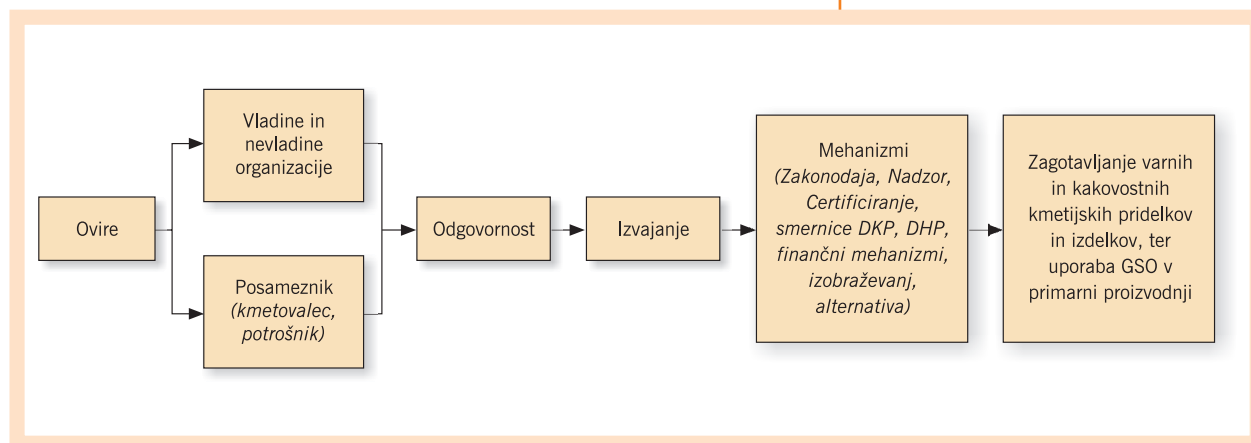 Ovire
Vladine in
nevladine
organizacije
Posameznik
(kmetovalec,
potrošnik)
Odgovornost
Izvajanje
Mehanizmi
(Zakonodaja, Nadzor,
Certificiranje,
smernice DKP, DHP,
finančni mehanizmi,
izobraževanj,
alternativa)
Zagotavljanje varnih
in kakovostnih
kmetijskih pridelkov
in izdelkov, ter
uporaba GSO v
primarni proizvodnji